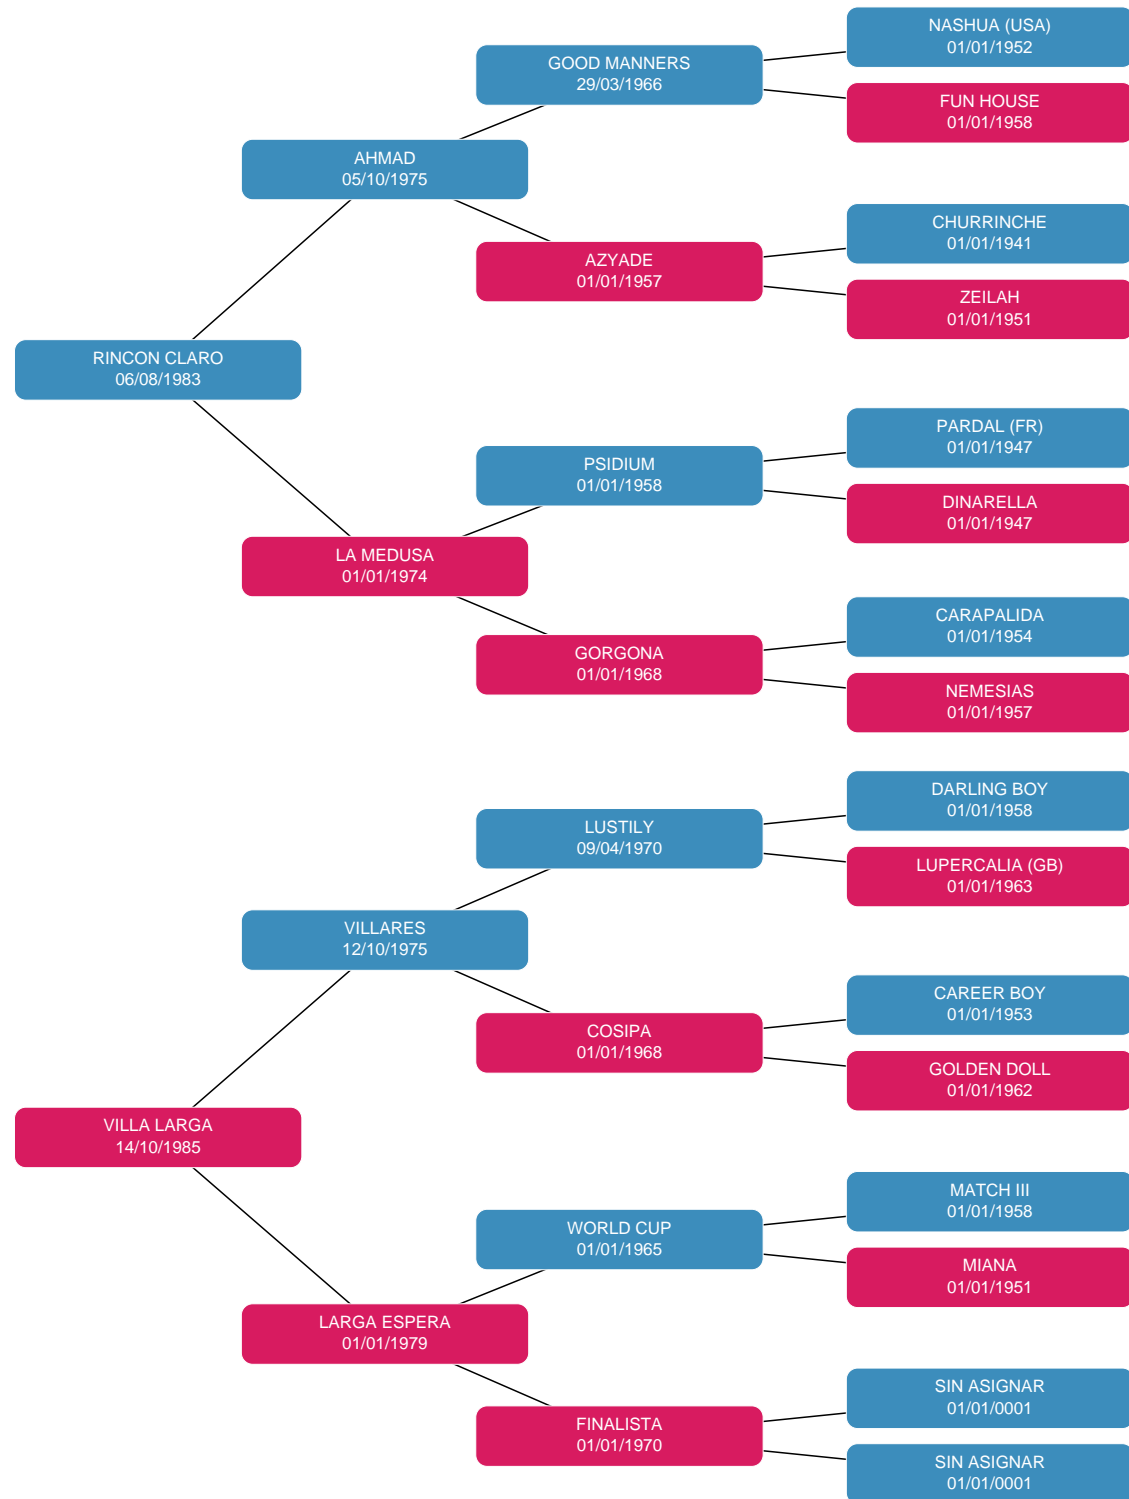 NASHUA (USA)
01/01/1952
GOOD MANNERS
29/03/1966
FUN HOUSE
01/01/1958
AHMAD
05/10/1975
CHURRINCHE
01/01/1941
AZYADE
01/01/1957
ZEILAH
01/01/1951
RINCON CLARO
06/08/1983
PARDAL (FR)
01/01/1947
PSIDIUM
01/01/1958
DINARELLA
01/01/1947
LA MEDUSA
01/01/1974
CARAPALIDA
01/01/1954
GORGONA
01/01/1968
NEMESIAS
01/01/1957
DARLING BOY
01/01/1958
LUSTILY
09/04/1970
LUPERCALIA (GB)
01/01/1963
VILLARES
12/10/1975
CAREER BOY
01/01/1953
COSIPA
01/01/1968
GOLDEN DOLL
01/01/1962
VILLA LARGA
14/10/1985
MATCH III
01/01/1958
WORLD CUP
01/01/1965
MIANA
01/01/1951
LARGA ESPERA
01/01/1979
SIN ASIGNAR
01/01/0001
FINALISTA
01/01/1970
SIN ASIGNAR
01/01/0001